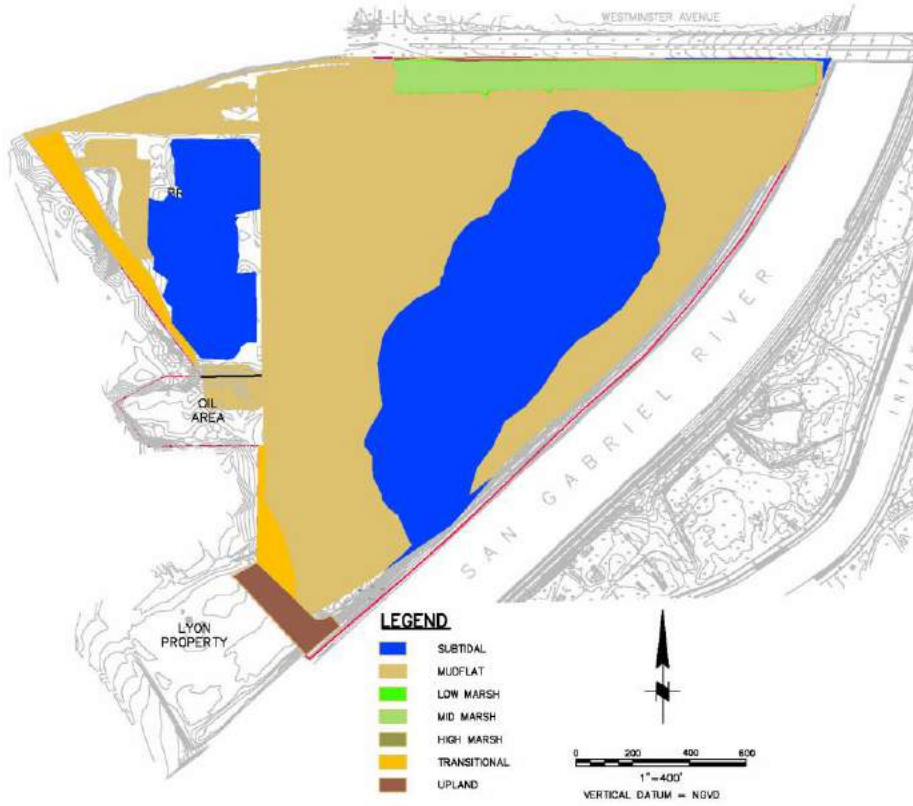 WESTMINSTER AVENUE
OIL
AREA
SAN GABRIEL RIVER
LYON
PROPERTY
LEGEND
SUBTIDAL
MUDFLAT
LOW MARSH
MID MARSH
HIGH MARSH
TRANSITIONAL
UPLAND
0 200 400 600
1"=400'
VERTICAL DATUM = NGVD